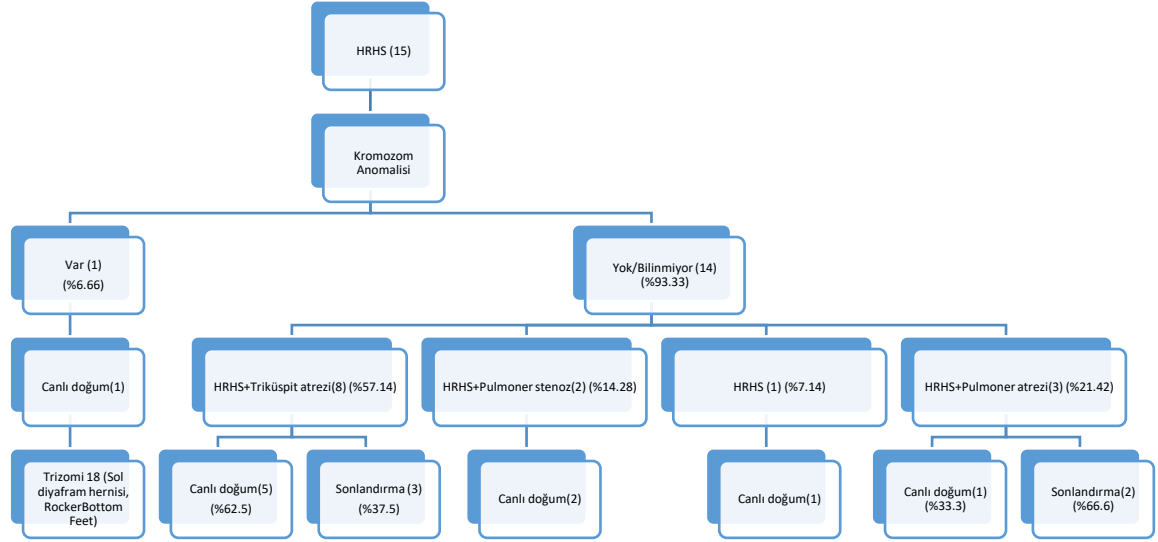 HRHS (15)
Kromozom
Anomalisi
Var (1)
(%6.66)
Yok/Bilinmiyor (14)
(%93.33)
Canlı doğum(1)
HRHS+Triküspit atrezi(8) (%57.14)
HRHS+Pulmoner stenoz(2) (%14.28)
HRHS (1) (%7.14)
HRHS+Pulmoner atrezi(3) (%21.42)
Trizomi 18 (Sol
diyafram hernisi,
RockerBottom
Feet)
Canlı doğum(5)
(%62.5)
Sonlandırma (3)
(%37.5)
Canlı doğum(2)
Canlı doğum(1)
Canlı doğum(1)
(%33.3)
Sonlandırma(2)
(%66.6)